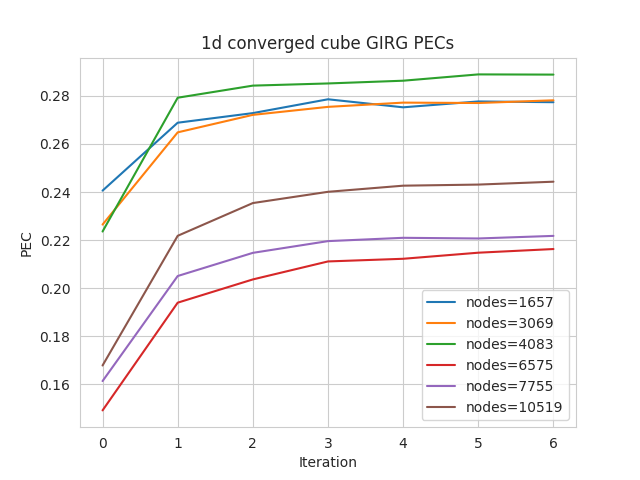 1d converged cube GIRG PECs
PEC
0.28
0.26
0.24
0.22
0.20
0.18
0.16
0 1 2 3 4 5 6
Iteration
nodes=1657
nodes=3069
nodes=4083
nodes=6575
nodes=7755
nodes=10519